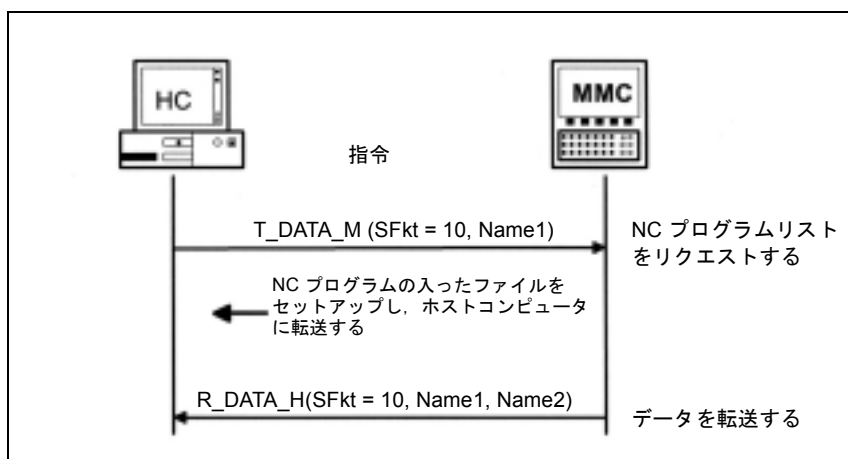 HC
MMC
指令
T_DATA_M (SFkt = 10, Name1)
NC プログラムリスト
をリクエストする
NC プログラムの入ったファイルを
セットアップし，ホストコンピュータ
に転送する
R_DATA_H(SFkt = 10, Name1, Name2)
データを転送する